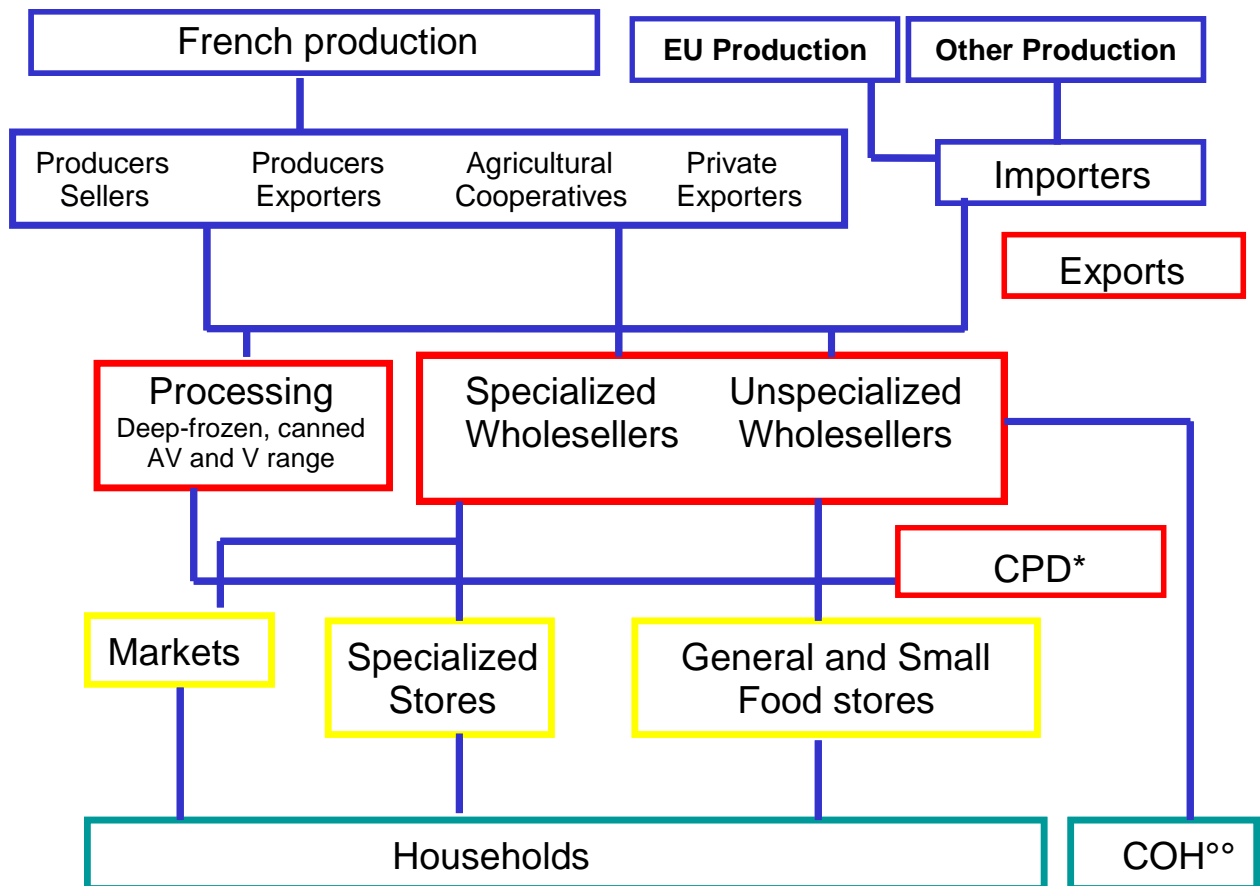 French production
EU Production
Other Production
Producers
Sellers
Producers
Exporters
Agricultural
Cooperatives
Private
Exporters
Importers
Exports
Processing
Deep-frozen, canned
AV and V range
Specialized
Wholesellers
Unspecialized
Wholesellers
CPD*
Markets
Specialized
Stores
General and Small
Food stores
Households
COH°°